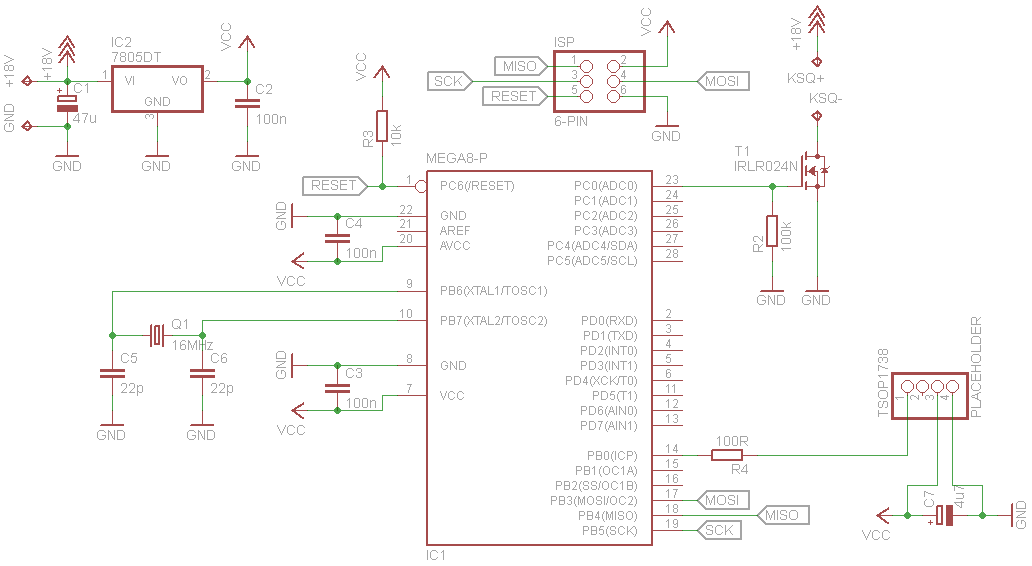 +18V
+18V
GND
IC2
7805DT
1
VI
VO
2
GND
3
C1
+
47u
GND
GND
VCC
C2
100n
GND
VCC
R3
10k
ISP
VCC
MISO
1
2
SCK
3
4
MOSI
RESET
5
6
6-PIN
GND
+18V
KSQ+
KSQ-
T1
IRLR024N
R2
100k
GND
GND
MEGA8-P
RESET
1
PC6(/RESET)
PC0(ADC0)
23
PC1(ADC1)
24
GND
C4
22
GND
PC2(ADC2)
25
21
AREF
PC3(ADC3)
26
100n
20
AVCC
PC4(ADC4/SDA)
27
PC5(ADC5/SCL)
28
VCC
9
PB6(XTAL1/TOSC1)
10
PB7(XTAL2/TOSC2)
PD0(RXD)
2
Q1
16MHz
PD1(TXD)
3
PD2(INT0)
4
C5
22p
GND
C6
22p
GND
GND
8
GND
PD3(INT1)
5
C3
100n
PD4(XCK/T0)
6
7
VCC
PD5(T1)
11
VCC
PD6(AIN0)
12
PD7(AIN1)
13
PB0(ICP)
14
100R
R4
PB1(OC1A)
15
PB2(SS/OC1B)
16
PB3(MOSI/OC2)
17
MOSI
PB4(MISO)
18
MISO
PB5(SCK)
19
SCK
IC1
TSOP1738
1
2
3
4
PLACEHOLDER
VCC
C7
+
4u7
GND